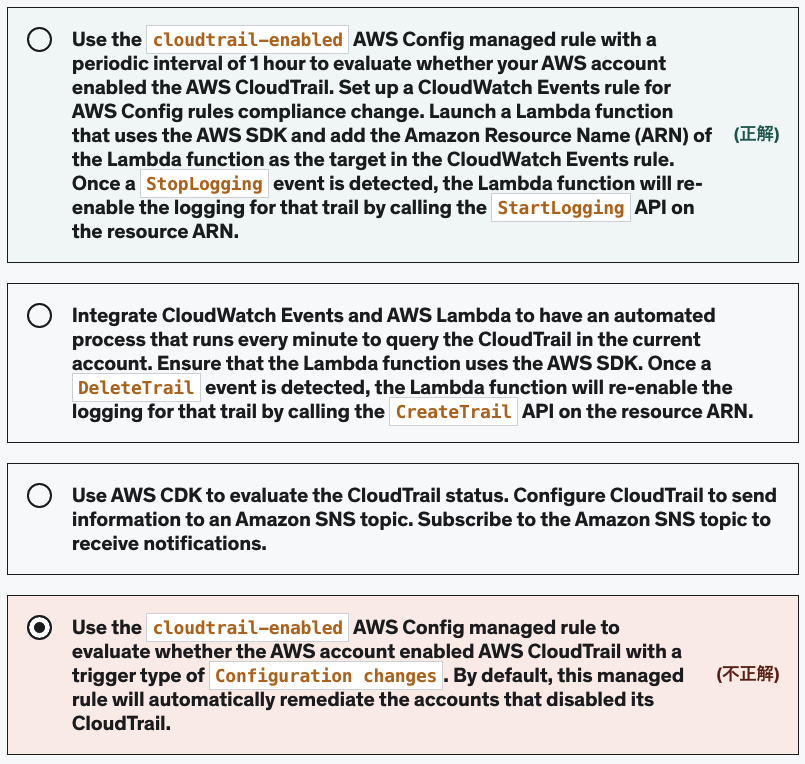 Use the cloudtrail-enabled AWS Config managed rule with a
periodic interval of 1 hour to evaluate whether your AWS account
enabled the AWS CloudTrail. Set up a CloudWatch Events rule for
AWS Config rules compliance change. Launch a Lambda function
that uses the AWS SDK and add the Amazon Resource Name (ARN) of
(正解)
the Lambda function as the target in the CloudWatch Events rule.
Once a StopLogging event is detected, the Lambda function will re-
enable the logging for that trail by calling the StartLogging API on
the resource ARN.
Integrate CloudWatch Events and AWS Lambda to have an automated
process that runs every minute to query the CloudTrail in the current
account. Ensure that the Lambda function uses the AWS SDK. Once a
DeleteTrail event is detected, the Lambda function will re-enable the
logging for that trail by calling the CreateTrail API on the resource ARN.
Use AWS CDK to evaluate the CloudTrail status. Configure CloudTrail to send
information to an Amazon SNS topic. Subscribe to the Amazon SNS topic to
receive notifications.
Use the cloudtrail-enabled AWS Config managed rule to
evaluate whether the AWS account enabled AWS CloudTrail with a
trigger type of Configuration changes. By default, this managed
(不正解)
rule will automatically remediate the accounts that disabled its
CloudTrail.